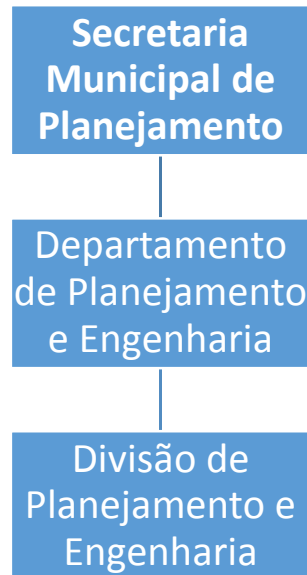 Secretaria
Municipal de
Planejamento
Departamento
de Planejamento
e Engenharia
Divisão de
Planejamento e
Engenharia